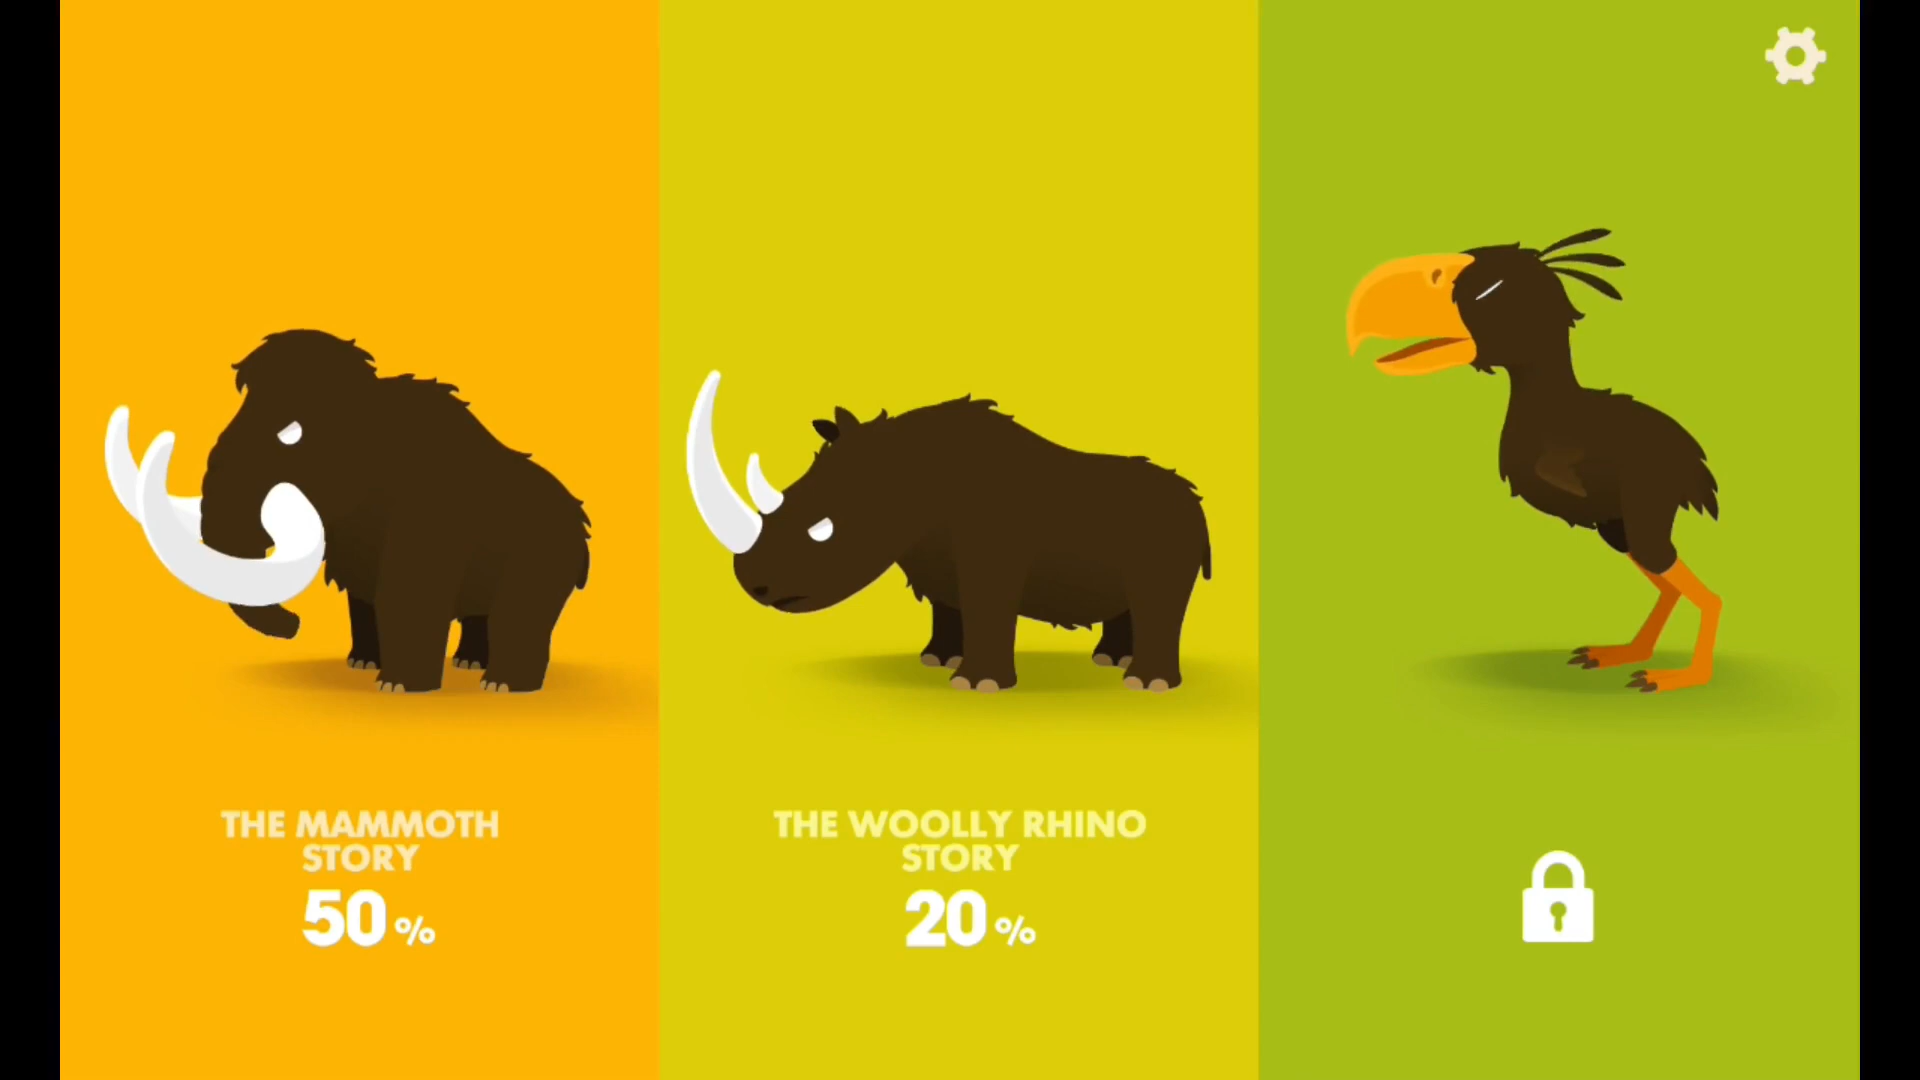 THE MAMMOTH
STORY
50 %
THE WOOLLY RHINO
STORY
20 %